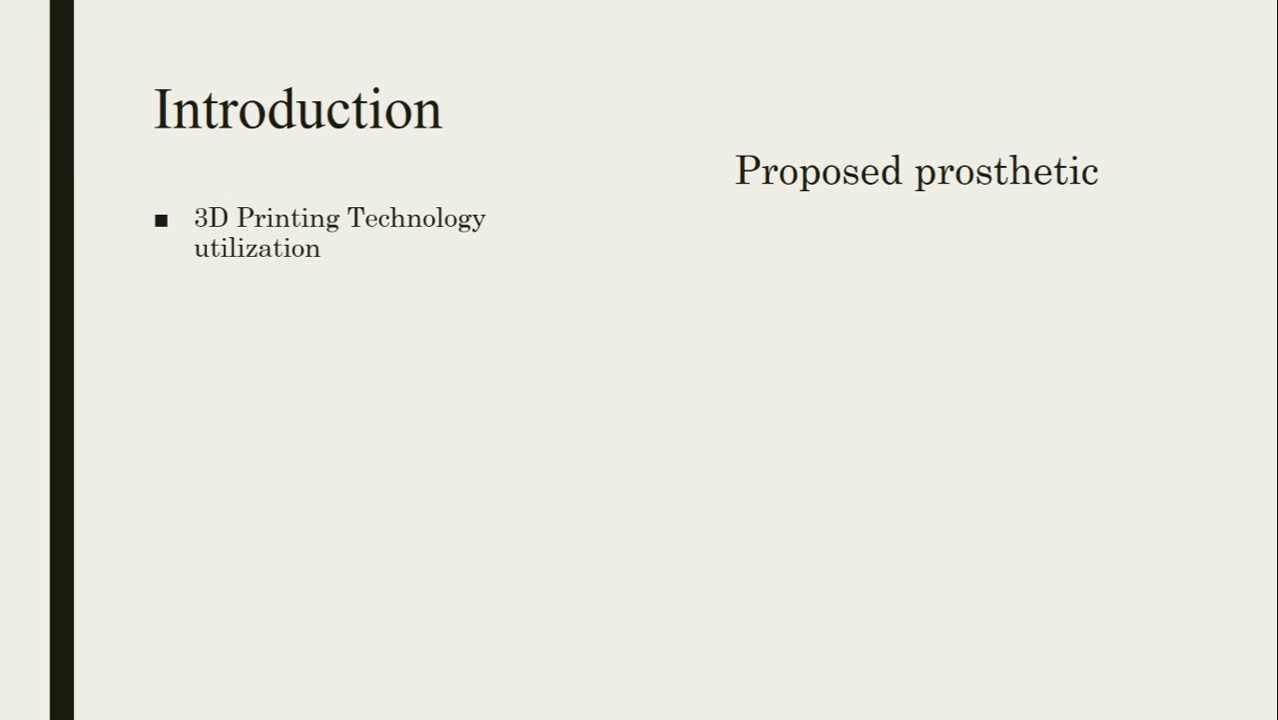 Introduction
Proposed prosthetic
■ 3D Printing Technology
utilization